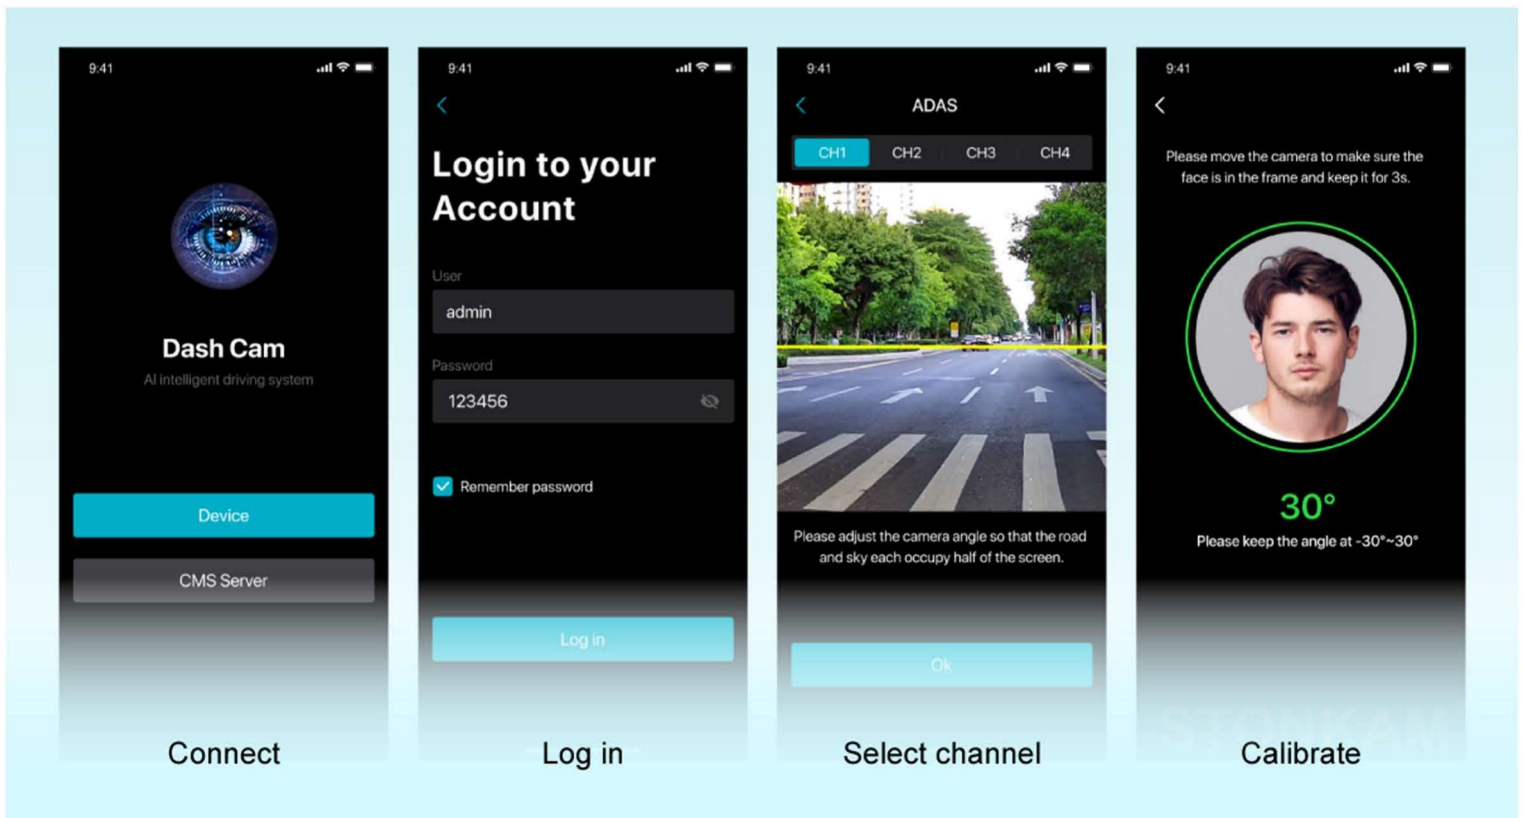 9:41
Dash Cam
AI intelligent driving system
Device
CMS Server
Connect
9:41
Login to your
Account
User
admin
Password
123456
Remember password
Log in
Log in
9:41
ADAS
CH1 CH2 CH3 CH4
Please adjust the camera angle so that the road
and sky each occupy half of the screen.
Ok
Select channel
9:41
Please move the camera to make sure the
face is in the frame and keep it for 3s.
30°
Please keep the angle at -30°~30°
STONKAM
Calibrate